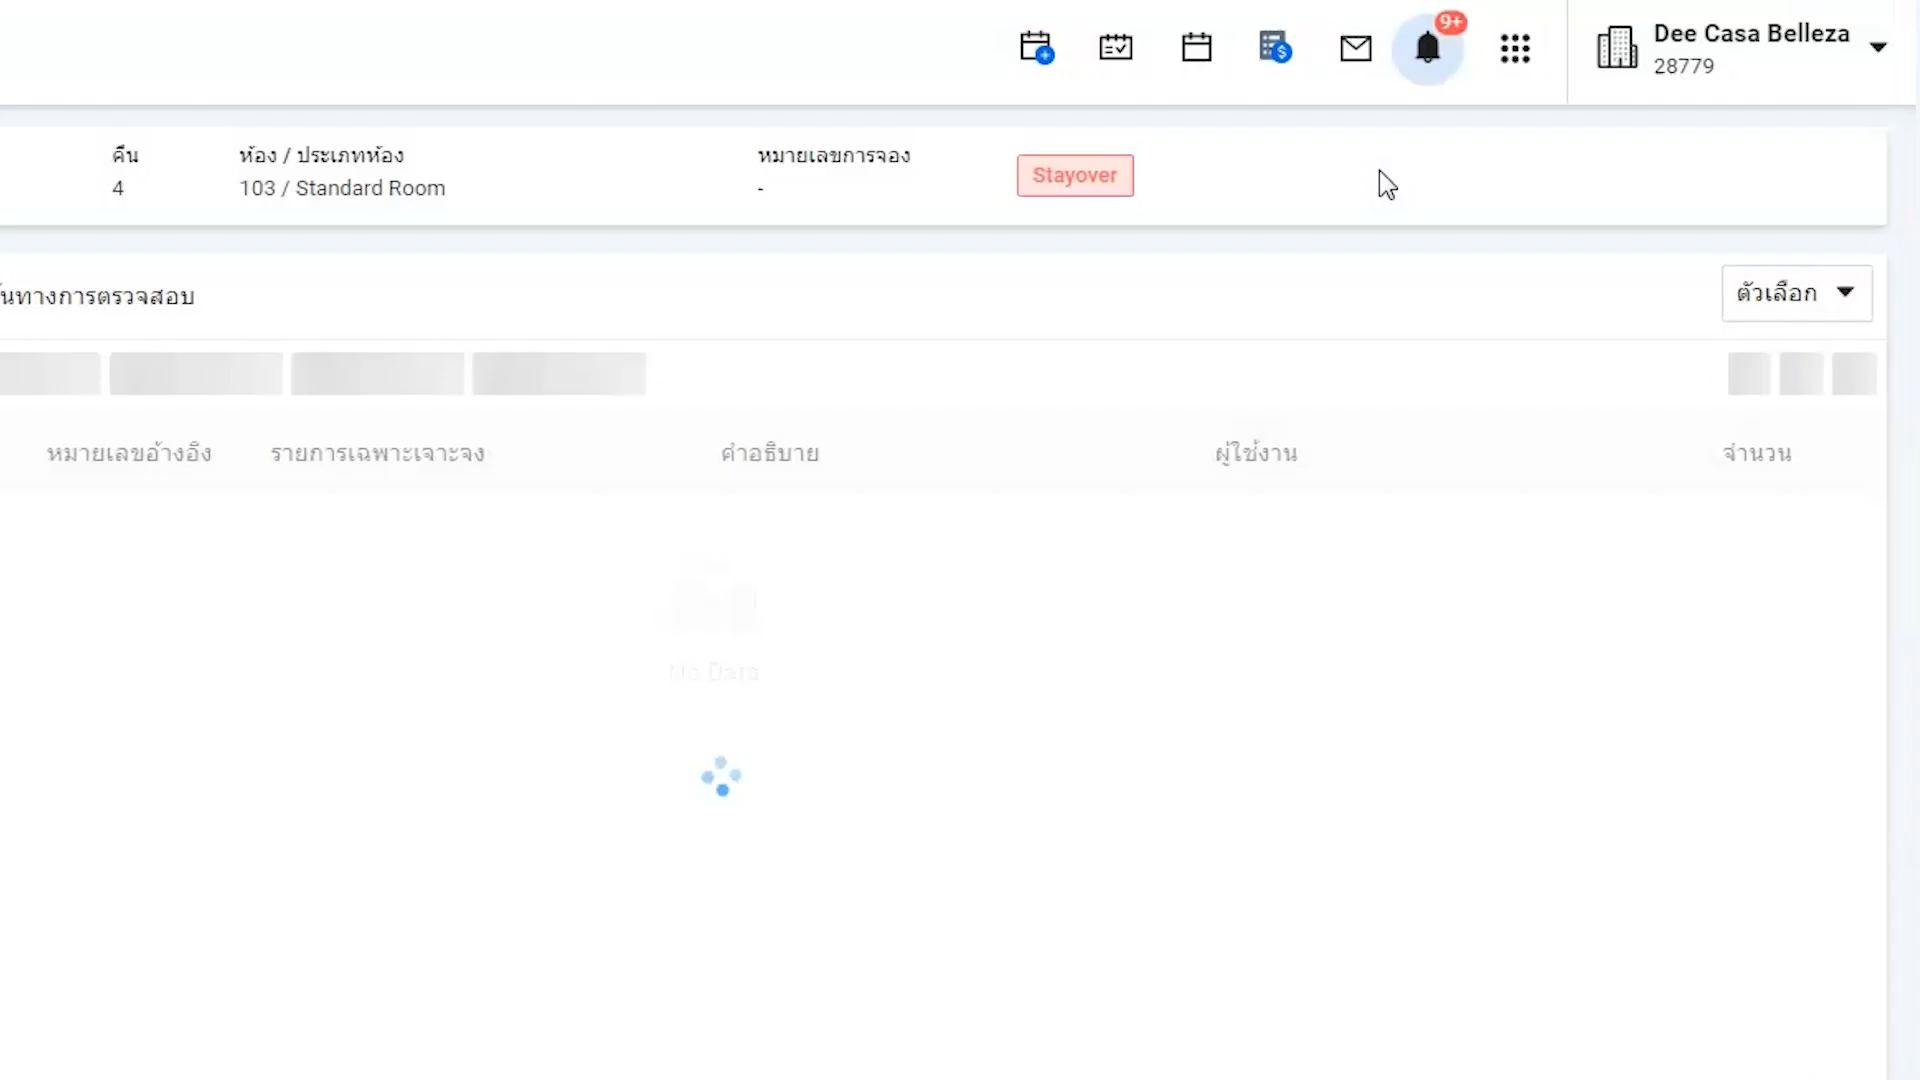 9+
Dee Casa Belleza
28779
คืน
ห้อง / ประเภทห้อง
หมายเลขการจอง
4
103 / Standard Room
-
Stayover
ตัวเลือก
นทางการตรวจสอบ
หมายเลขอ้างอิง
รายการเฉพาะเจาะจง
คำอธิบาย
ผู้ใช้งาน
จำนวน
No Data